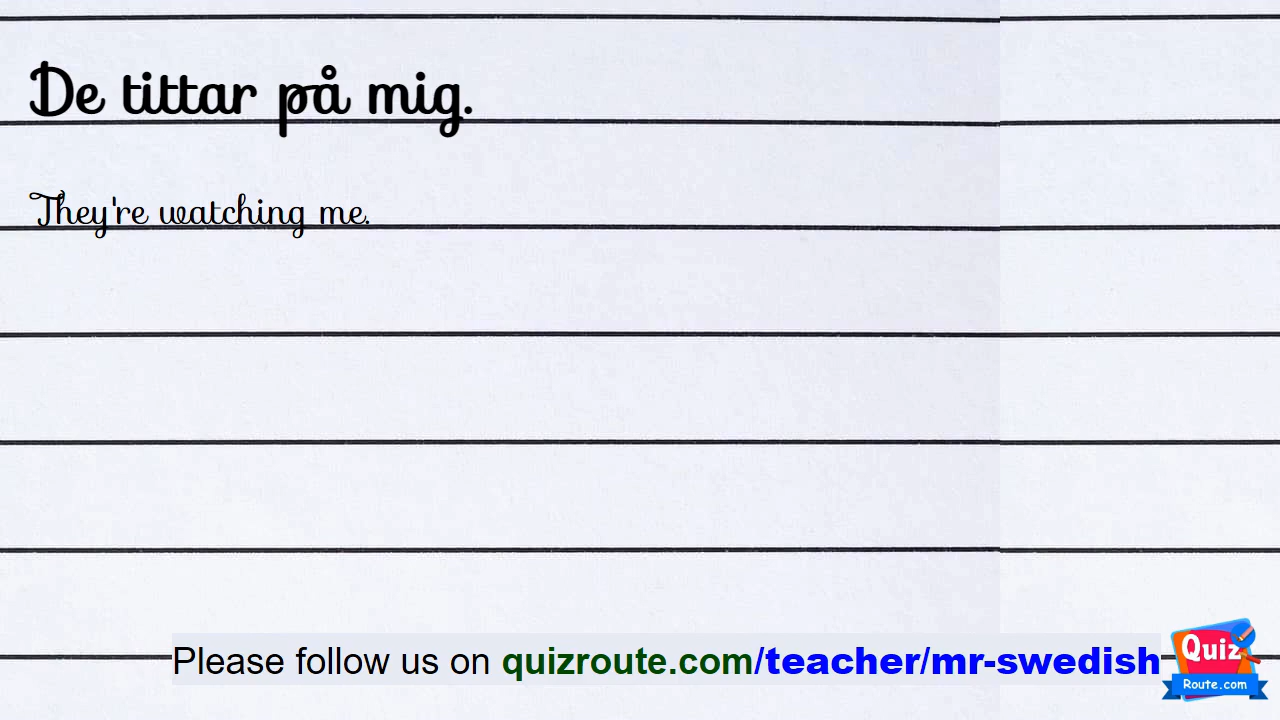 De tittar på mig.
They're watching me.
Please follow us on quizroute.com/teacher/mr-swedish
Quiz
Route.com